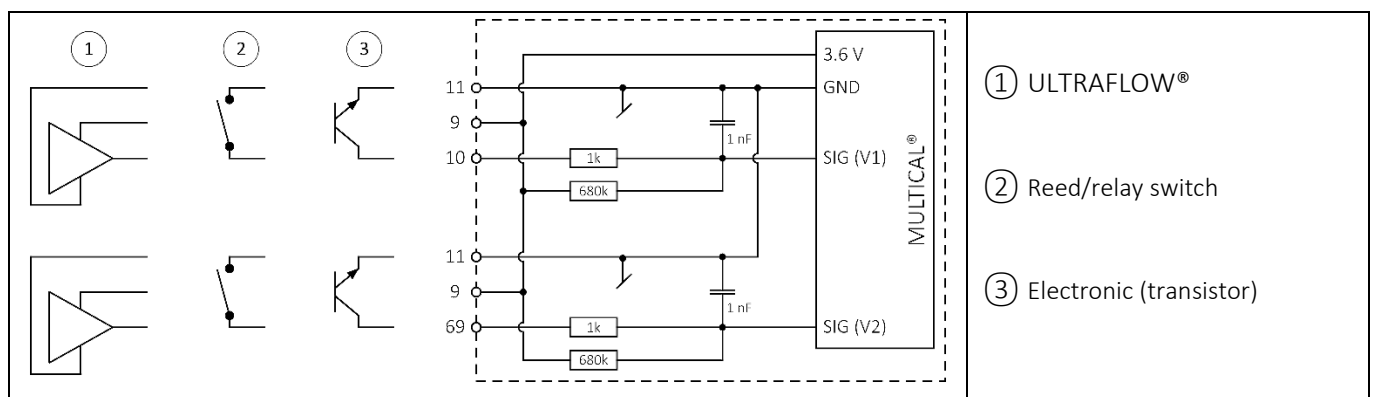 ① ② ③
3.6 V
11 GND
9
1 nF
10 1k SIG (V1)
680k
MULTICAL®
11
9
1 nF
69 1k SIG (V2)
680k
① ULTRAFLOW®
② Reed/relay switch
③ Electronic (transistor)